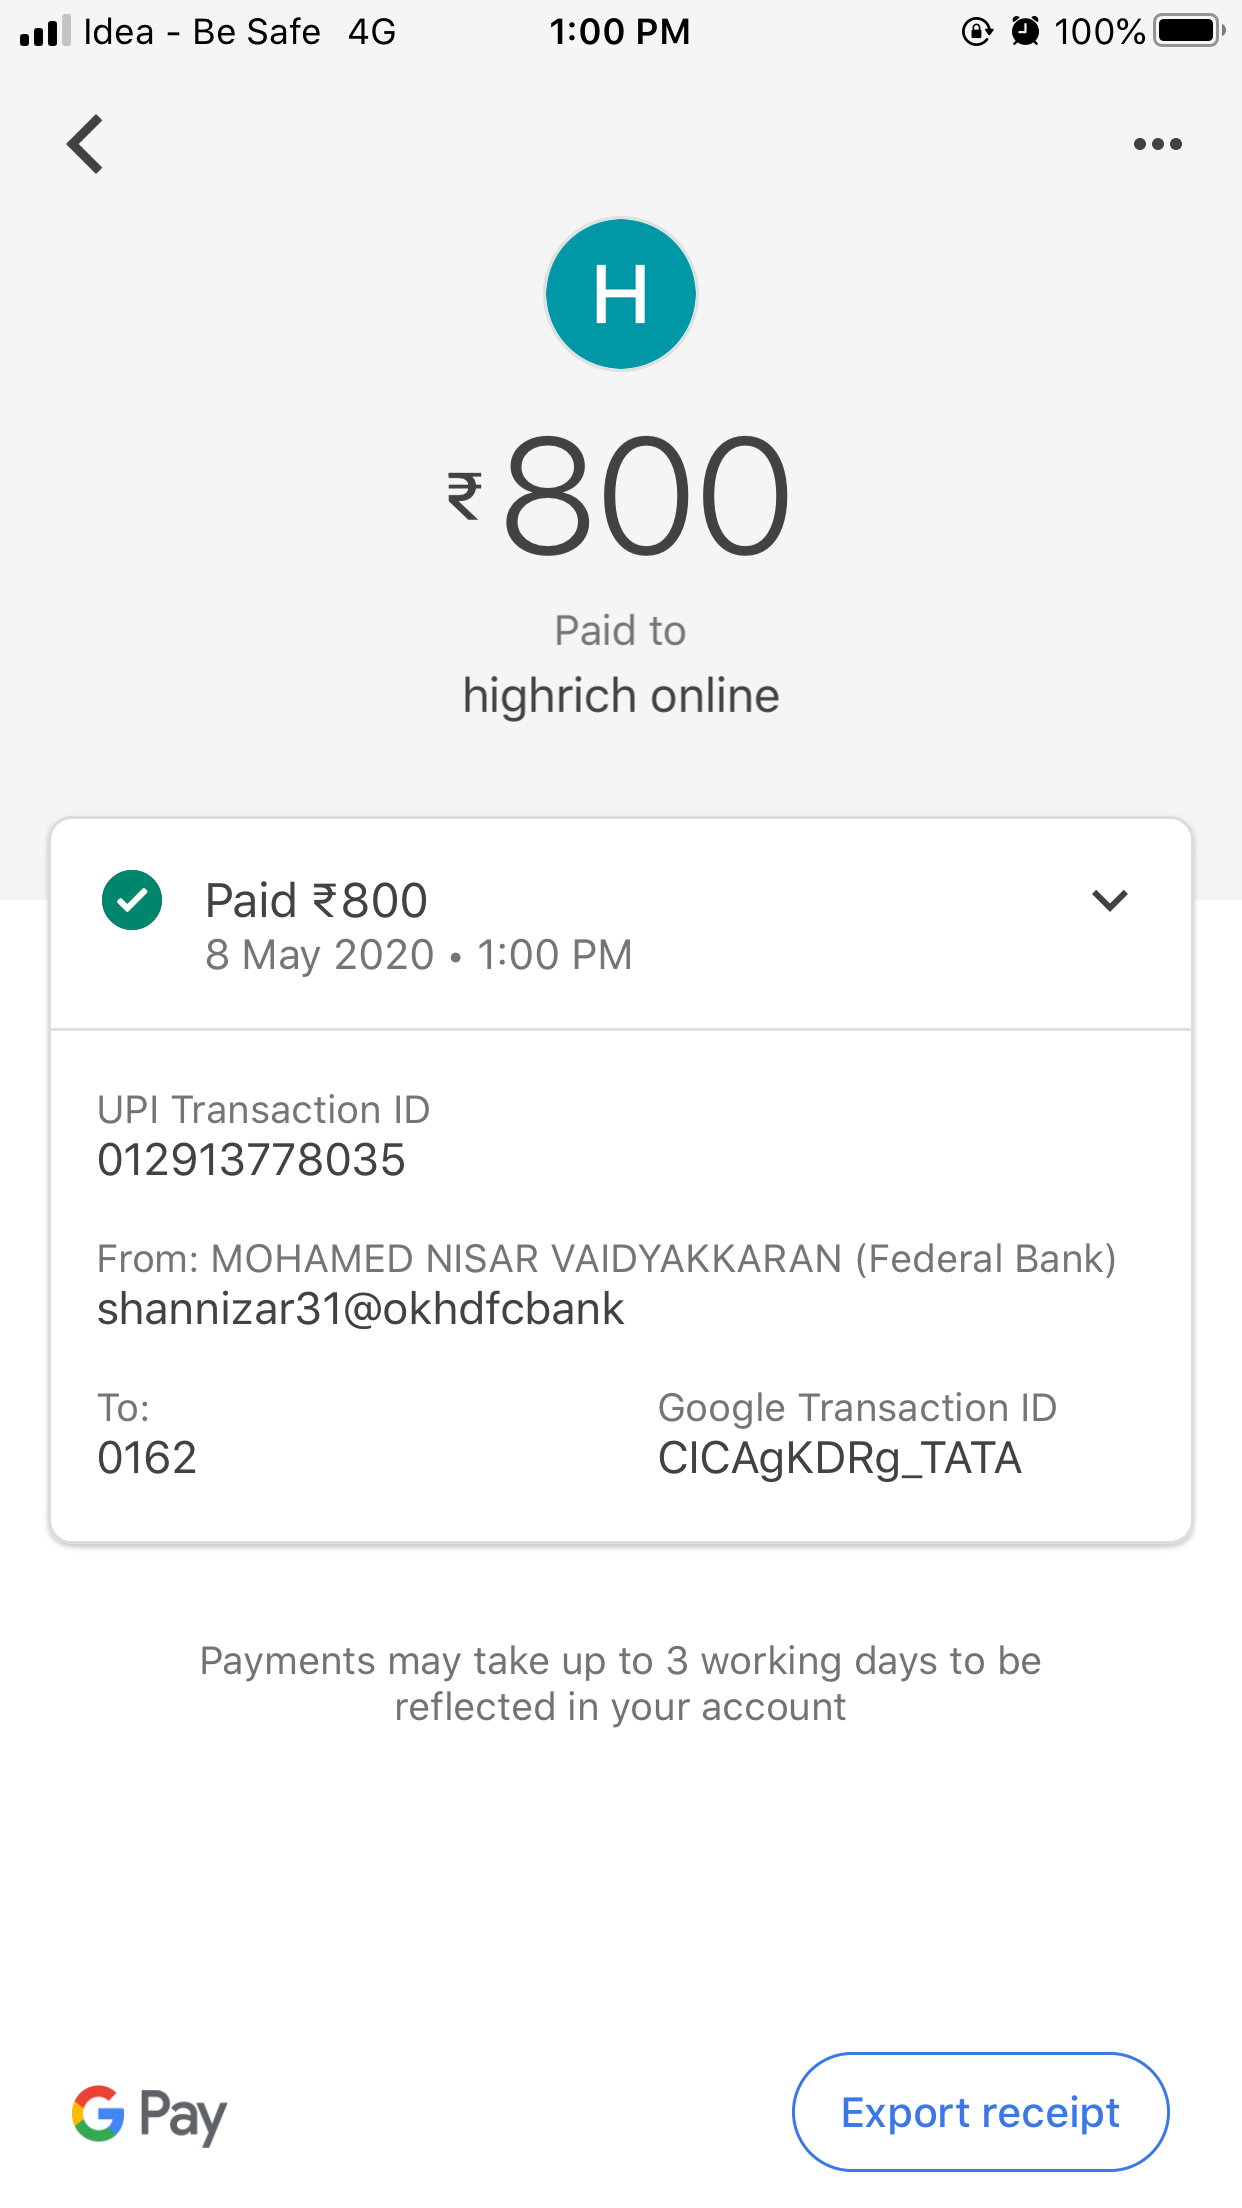 Idea - Be Safe 4G 1:00 PM 100%
H
₹800
Paid to
highrich online
Paid ₹800
8 May 2020 • 1:00 PM
UPI Transaction ID
012913778035
From: MOHAMED NISAR VAIDYAKKARAN (Federal Bank)
shannizar31@okhdfcbank
To:
0162
Google Transaction ID
CICAgKDRg_TATA
Payments may take up to 3 working days to be
reflected in your account
G Pay
Export receipt